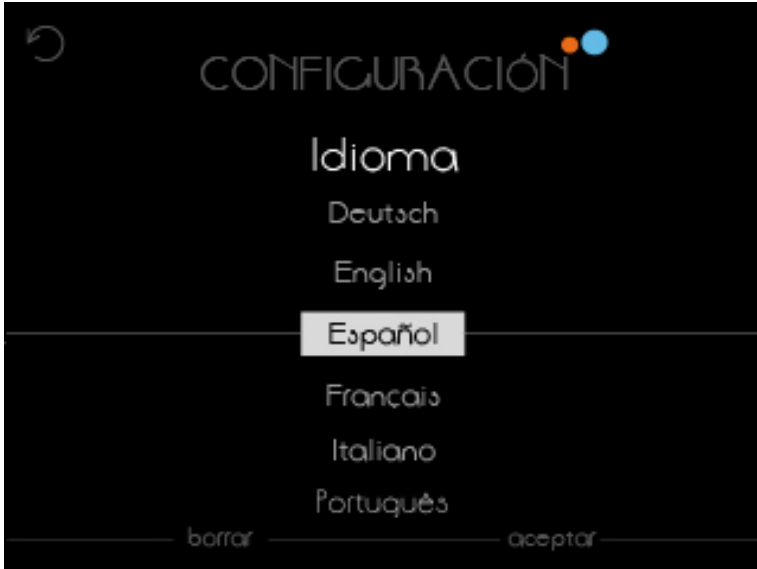 CONFIGURACIÓN
Idioma
Deutsch
English
Español
Français
Italiano
Português
borrar aceptar